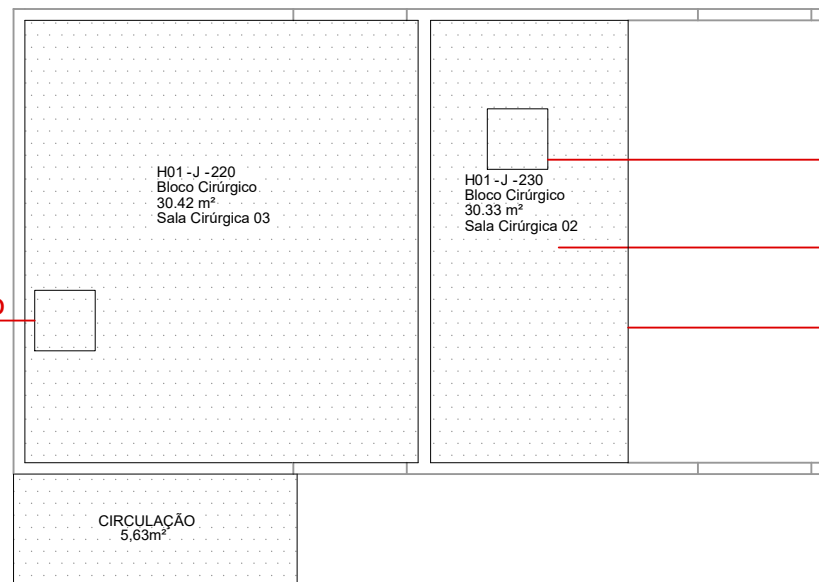 H01 - J - 220
Bloco Cirúrgico
30.42 m²
Sala Cirúrgica 03
H01 - J - 230
Bloco Cirúrgico
30.33 m²
Sala Cirúrgica 02
CIRCULAÇÃO
5,63m²